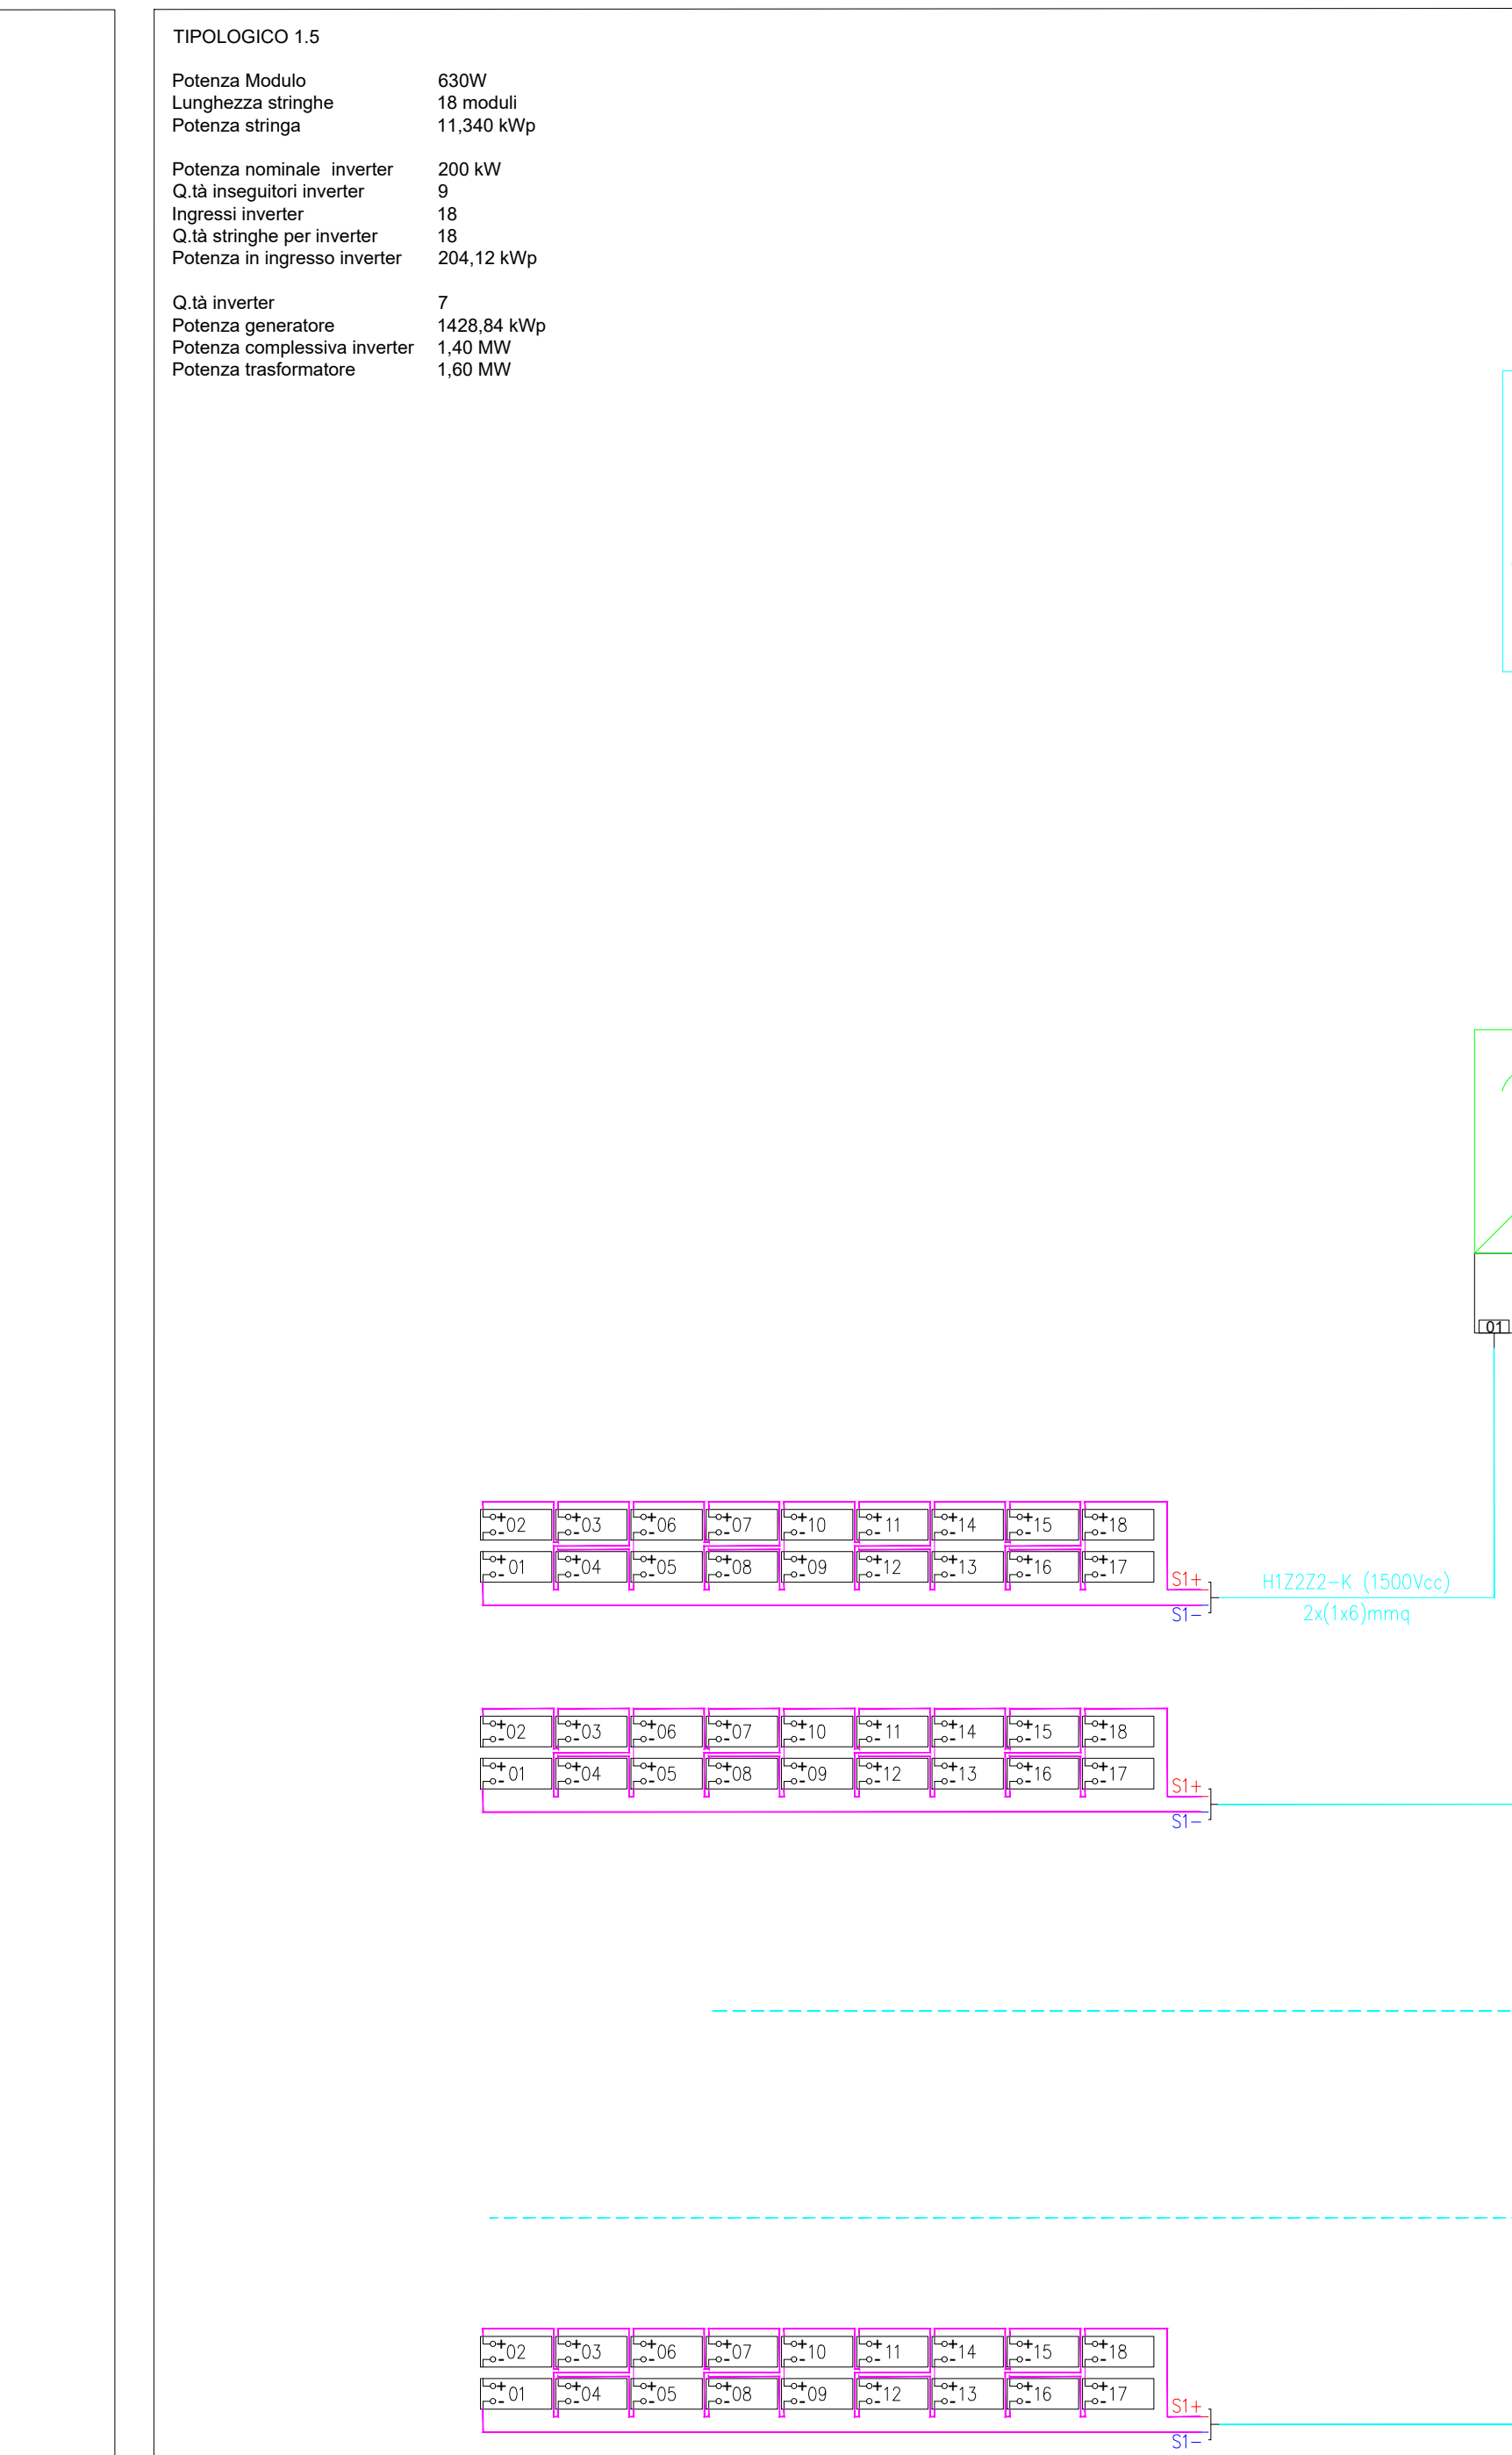 TIPOLOGICO 1.5
Potenza Modulo 630W
Lunghezza stringhe 18 moduli
Potenza stringa 11,340 kWp
Potenza nominale inverter 200 kW
Q.tà inseguitori inverter 9
Ingressi inverter 18
Q.tà stringhe per inverter 18
Potenza in ingresso inverter 204,12 kWp
Q.tà inverter 7
Potenza generatore 1428,84 kWp
Potenza complessiva inverter 1,40 MW
Potenza trasformatore 1,60 MW
01
+ - 02 + - 03 + - 06 + - 07 + - 10 + - 11 + - 14 + - 15 + - 18
+ - 01 + - 04 + - 05 + - 08 + - 09 + - 12 + - 13 + - 16 + - 17
S1+
H1Z2Z2-K (1500Vcc)
S1-
2x(1x6)mmq
+ - 02 + - 03 + - 06 + - 07 + - 10 + - 11 + - 14 + - 15 + - 18
+ - 01 + - 04 + - 05 + - 08 + - 09 + - 12 + - 13 + - 16 + - 17
S1+
S1-
+ - 02 + - 03 + - 06 + - 07 + - 10 + - 11 + - 14 + - 15 + - 18
+ - 01 + - 04 + - 05 + - 08 + - 09 + - 12 + - 13 + - 16 + - 17
S1+
S1-